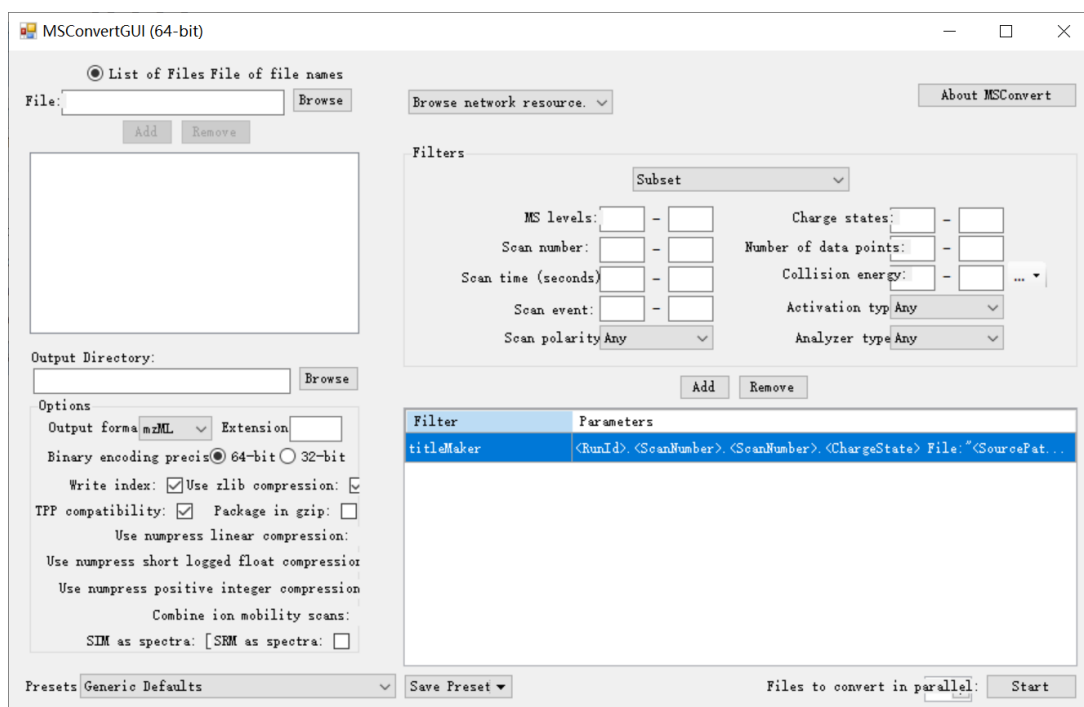 MSConvertGUI (64-bit)
List of Files File of file names
File:
Browse
Add
Remove
Browse network resource.
About MSConvert
Filters
Subset
MS levels: -
Charge states: -
Scan number: -
Number of data points: -
Scan time (seconds) -
Collision energy: - ...
Scan event: -
Activation typ Any
Scan polarity Any
Analyzer type Any
Add
Remove
Output Directory:
Browse
Options
Output forma mzML
Extension
Binary encoding precis 64-bit 32-bit
Write index:
Use zlib compression:
TPP compatibility:
Package in gzip:
Use numpress linear compression:
Use numpress short logged float compression
Use numpress positive integer compression
Combine ion mobility scans:
SIM as spectra:
SRM as spectra:
Filter Parameters
titleMaker <RunId>.<ScanNumber>.<ScanNumber>.<ChargeState> File:"<SourcePat...
Presets Generic Defaults
Save Preset
Files to convert in parallel:
Start